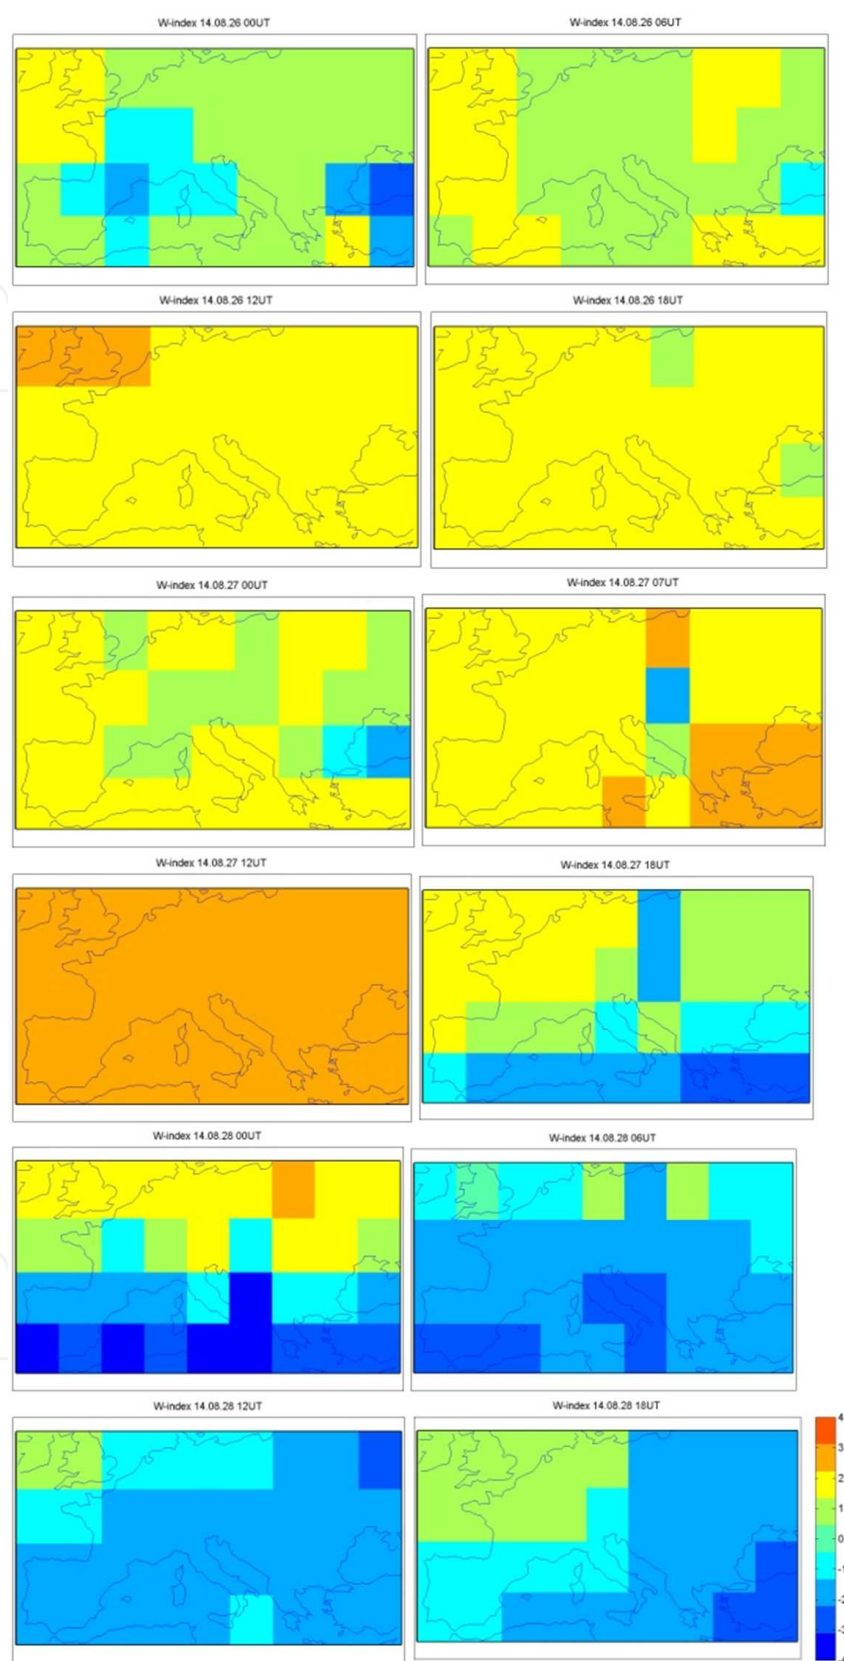 W-index 14.08.26 00UT
W-index 14.08.26 06UT
W-index 14.08.26 12UT
W-index 14.08.26 18UT
W-index 14.08.27 00UT
W-index 14.08.27 07UT
W-index 14.08.27 12UT
W-index 14.08.27 18UT
W-index 14.08.28 00UT
W-index 14.08.28 06UT
W-index 14.08.28 12UT
W-index 14.08.28 18UT
4
3
2
1
0